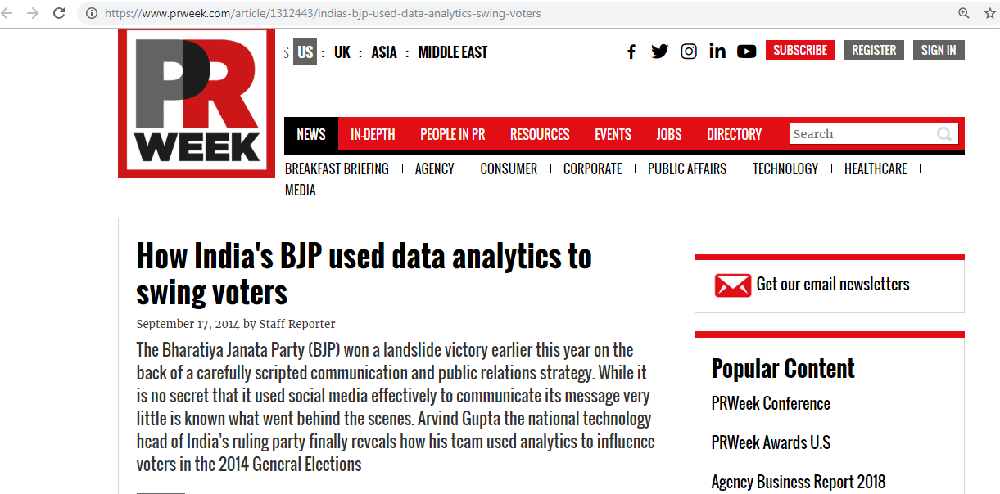 https://www.prweek.com/article/1312443/indias-bjp-used-data-analytics-swing-voters
PR
WEEK
S US : UK : ASIA : MIDDLE EAST
SUBSCRIBE REGISTER SIGN IN
NEWS IN-DEPTH PEOPLE IN PR RESOURCES EVENTS JOBS DIRECTORY Search
BREAKFAST BRIEFING | AGENCY | CONSUMER | CORPORATE | PUBLIC AFFAIRS | TECHNOLOGY | HEALTHCARE |
MEDIA
How India's BJP used data analytics to
swing voters
September 17, 2014 by Staff Reporter
The Bharatiya Janata Party (BJP) won a landslide victory earlier this year on the
back of a carefully scripted communication and public relations strategy. While it
is no secret that it used social media effectively to communicate its message very
little is known what went behind the scenes. Arvind Gupta the national technology
head of India's ruling party finally reveals how his team used analytics to influence
voters in the 2014 General Elections
Get our email newsletters
Popular Content
PRWeek Conference
PRWeek Awards U.S
Agency Business Report 2018